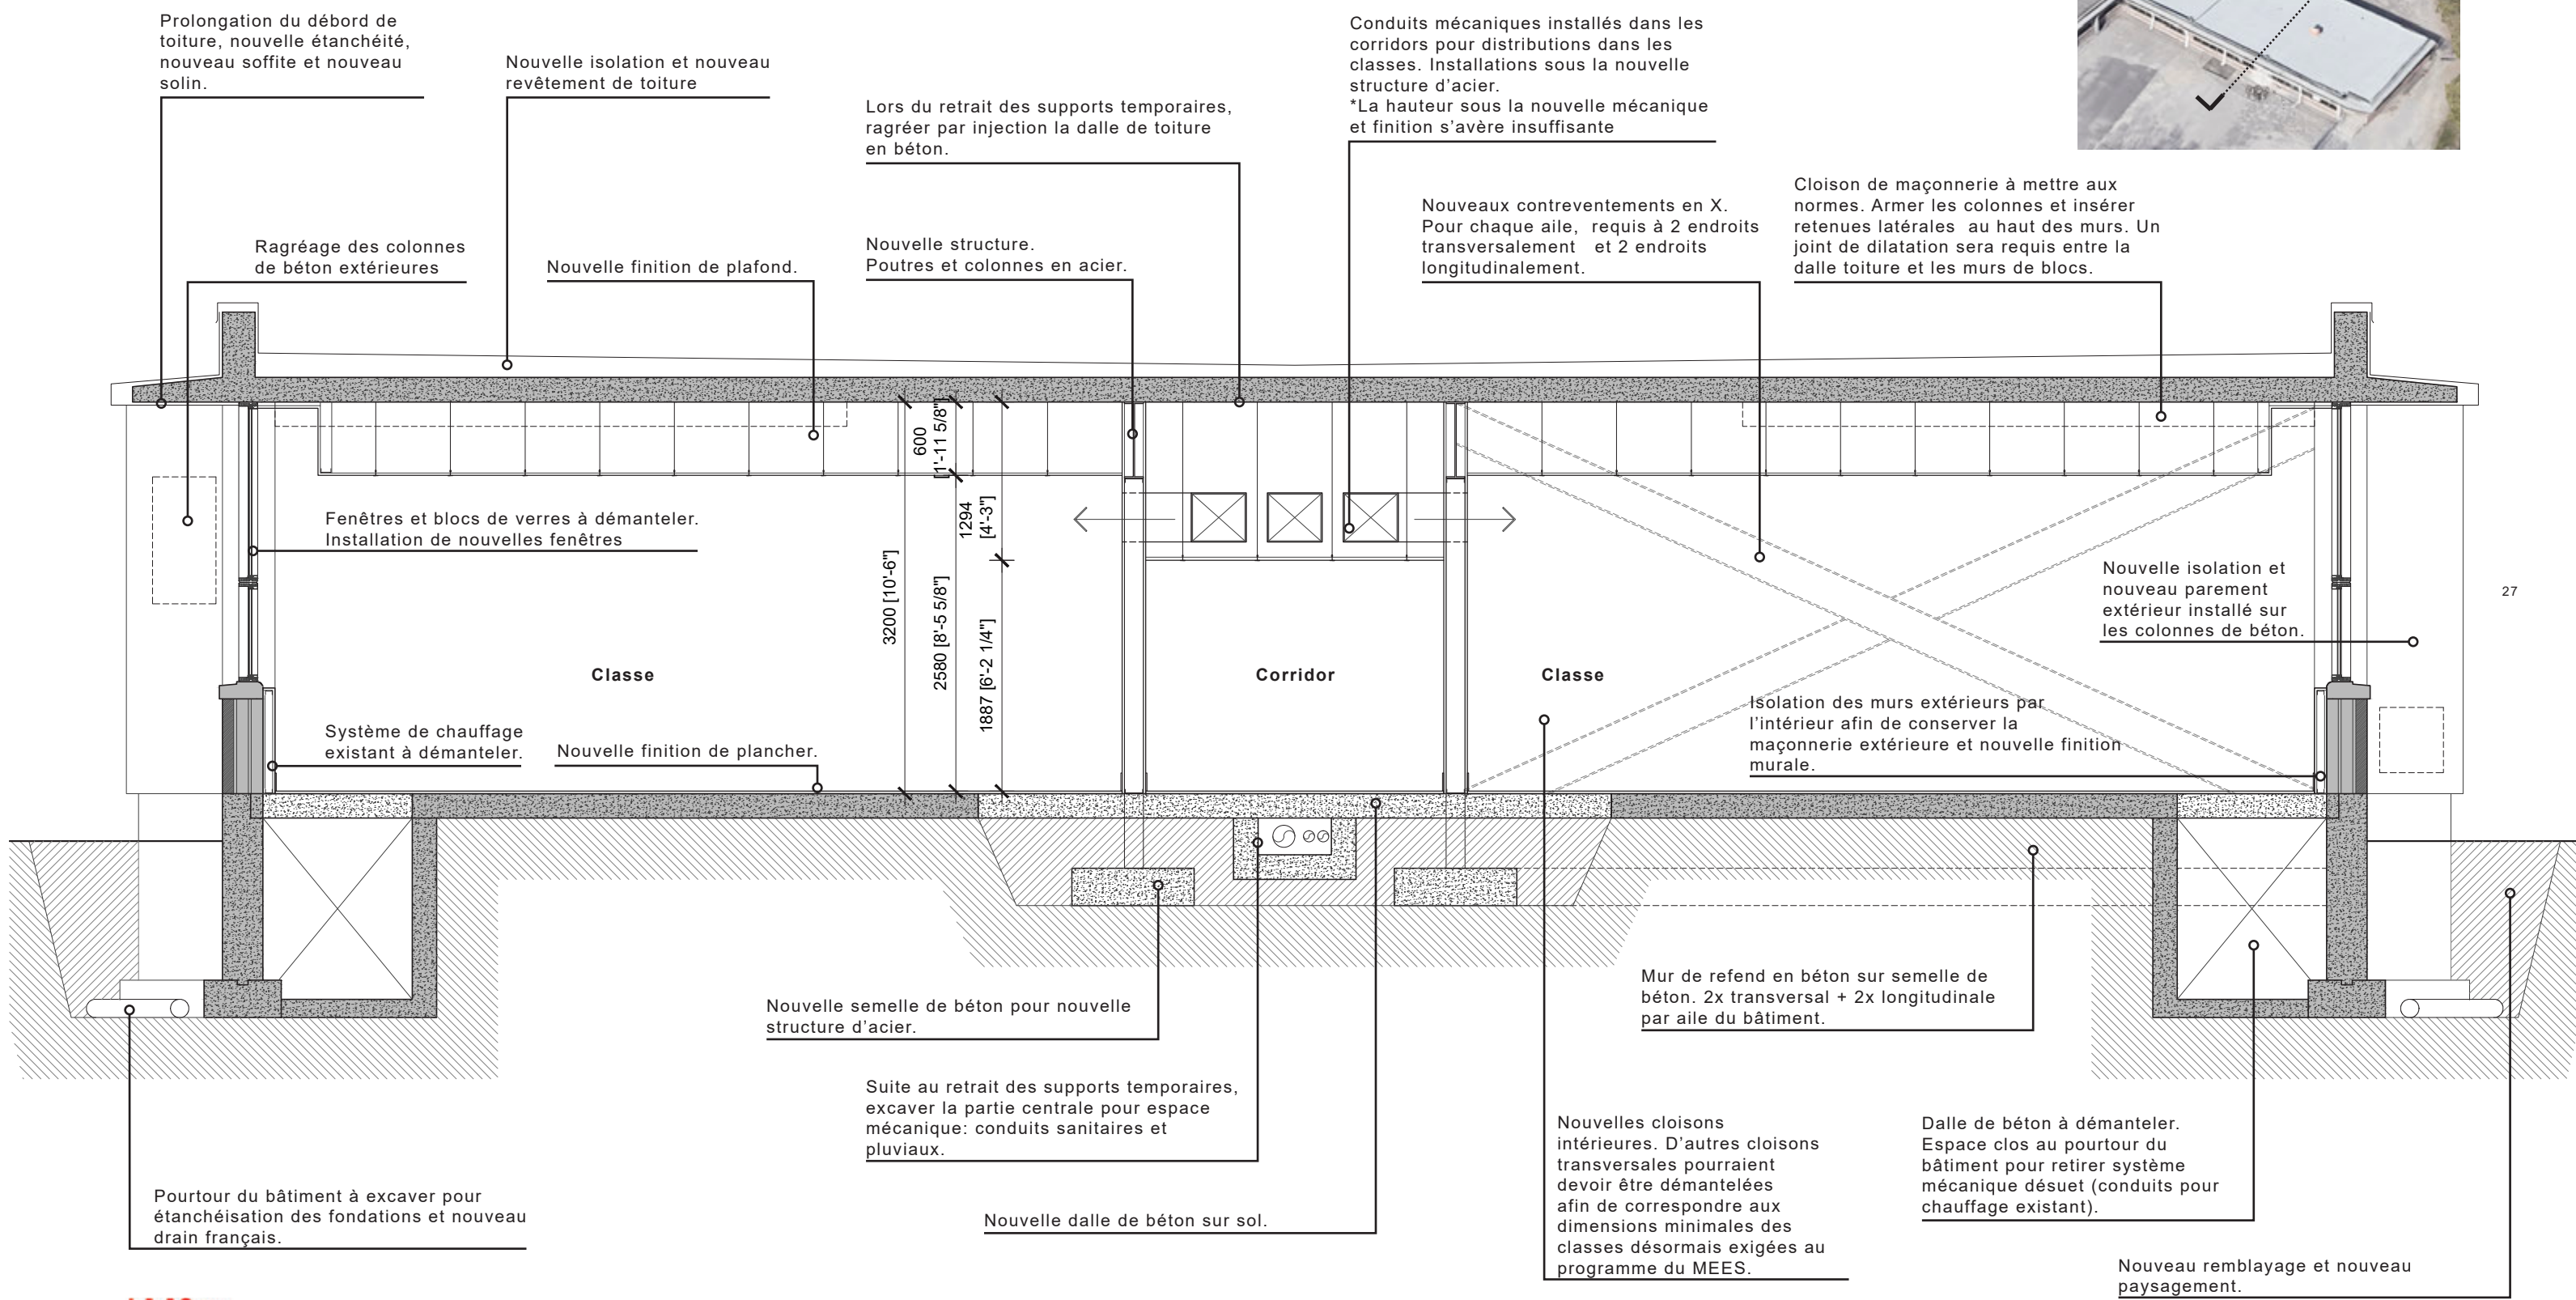 Prolongation du débord de
toiture, nouvelle étanchéité,
nouveau soffite et nouveau
solin.
Nouvelle isolation et nouveau
revêtement de toiture
Lors du retrait des supports temporaires,
ragréer par injection la dalle de toiture
en béton.
Conduits mécaniques installés dans les
corridors pour distributions dans les
classes. Installations sous la nouvelle
structure d’acier.
*La hauteur sous la nouvelle mécanique
et finition s’avère insuffisante
Ragréage des colonnes
de béton extérieures
Nouvelle finition de plafond.
Nouvelle structure.
Poutres et colonnes en acier.
Nouveaux contreventements en X.
Pour chaque aile, requis à 2 endroits
transversalement et 2 endroits
longitudinalement.
Cloison de maçonnerie à mettre aux
normes. Armer les colonnes et insérer
retenues latérales au haut des murs. Un
joint de dilatation sera requis entre la
dalle toiture et les murs de blocs.
600
[1'-11 5/8"]
1294
[4'-3"]
3200 [10'-6"]
2580 [8'-5 5/8"]
1887 [6'-2 1/4"]
Fenêtres et blocs de verres à démanteler.
Installation de nouvelles fenêtres
Nouvelle isolation et
nouveau parement
extérieur installé sur
les colonnes de béton.
27
Classe
Corridor
Classe
Système de chauffage
existant à démanteler.
Nouvelle finition de plancher.
Isolation des murs extérieurs par
l’intérieur afin de conserver la
maçonnerie extérieure et nouvelle finition
murale.
Nouvelle semelle de béton pour nouvelle
structure d’acier.
Mur de refend en béton sur semelle de
béton. 2x transversal + 2x longitudinale
par aile du bâtiment.
Suite au retrait des supports temporaires,
excaver la partie centrale pour espace
mécanique: conduits sanitaires et
pluviaux.
Nouvelles cloisons
intérieures. D’autres cloisons
transversales pourraient
devoir être démantelées
afin de correspondre aux
dimensions minimales des
classes désormais exigées au
programme du MEES.
Dalle de béton à démanteler.
Espace clos au pourtour du
bâtiment pour retirer système
mécanique désuet (conduits pour
chauffage existant).
Pourtour du bâtiment à excaver pour
étanchéisation des fondations et nouveau
drain français.
Nouvelle dalle de béton sur sol.
Nouveau remblayage et nouveau
paysagement.